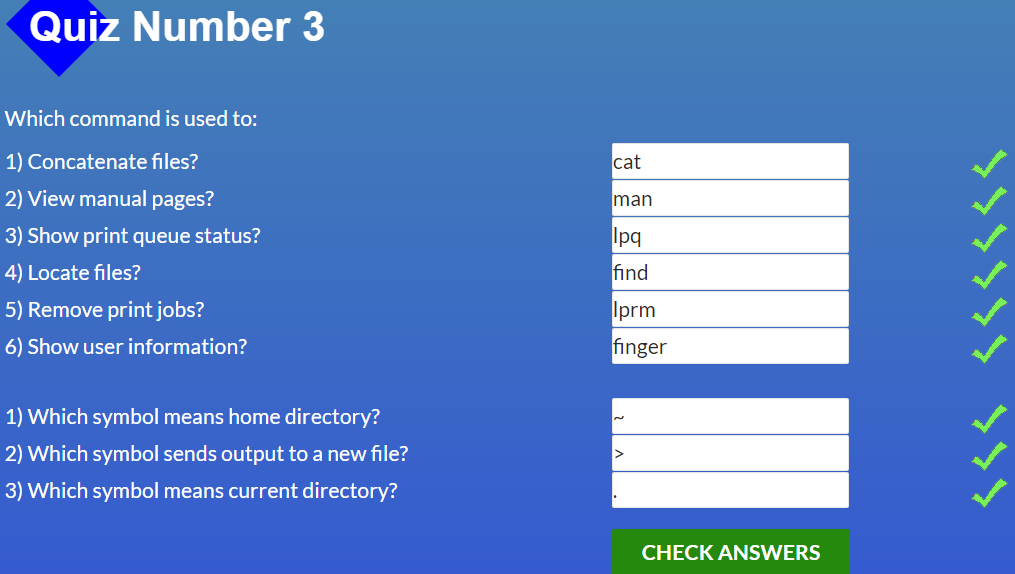 Quiz Number 3
Which command is used to:
1) Concatenate files? cat
2) View manual pages? man
3) Show print queue status? lpq
4) Locate files? find
5) Remove print jobs? lprm
6) Show user information? finger
1) Which symbol means home directory? ~
2) Which symbol sends output to a new file? >
3) Which symbol means current directory? .
CHECK ANSWERS